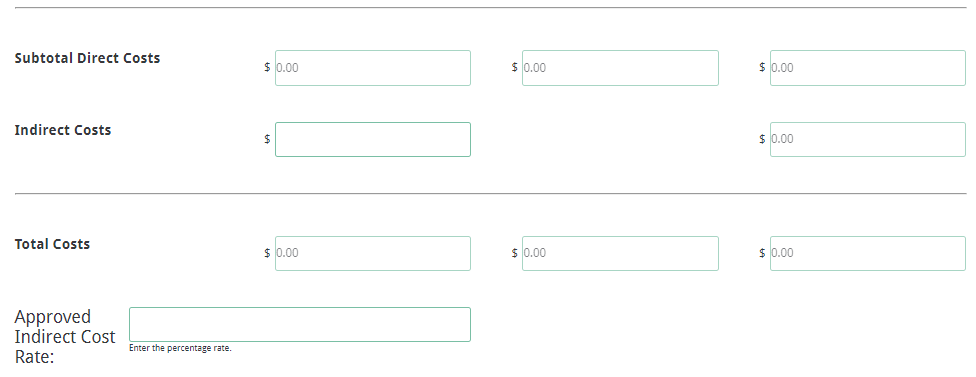 Subtotal Direct Costs
$ 0.00 $ 0.00 $ 0.00
Indirect Costs
$ $ 0.00
Total Costs
$ 0.00 $ 0.00 $ 0.00
Approved
Indirect Cost
Rate:
Enter the percentage rate.